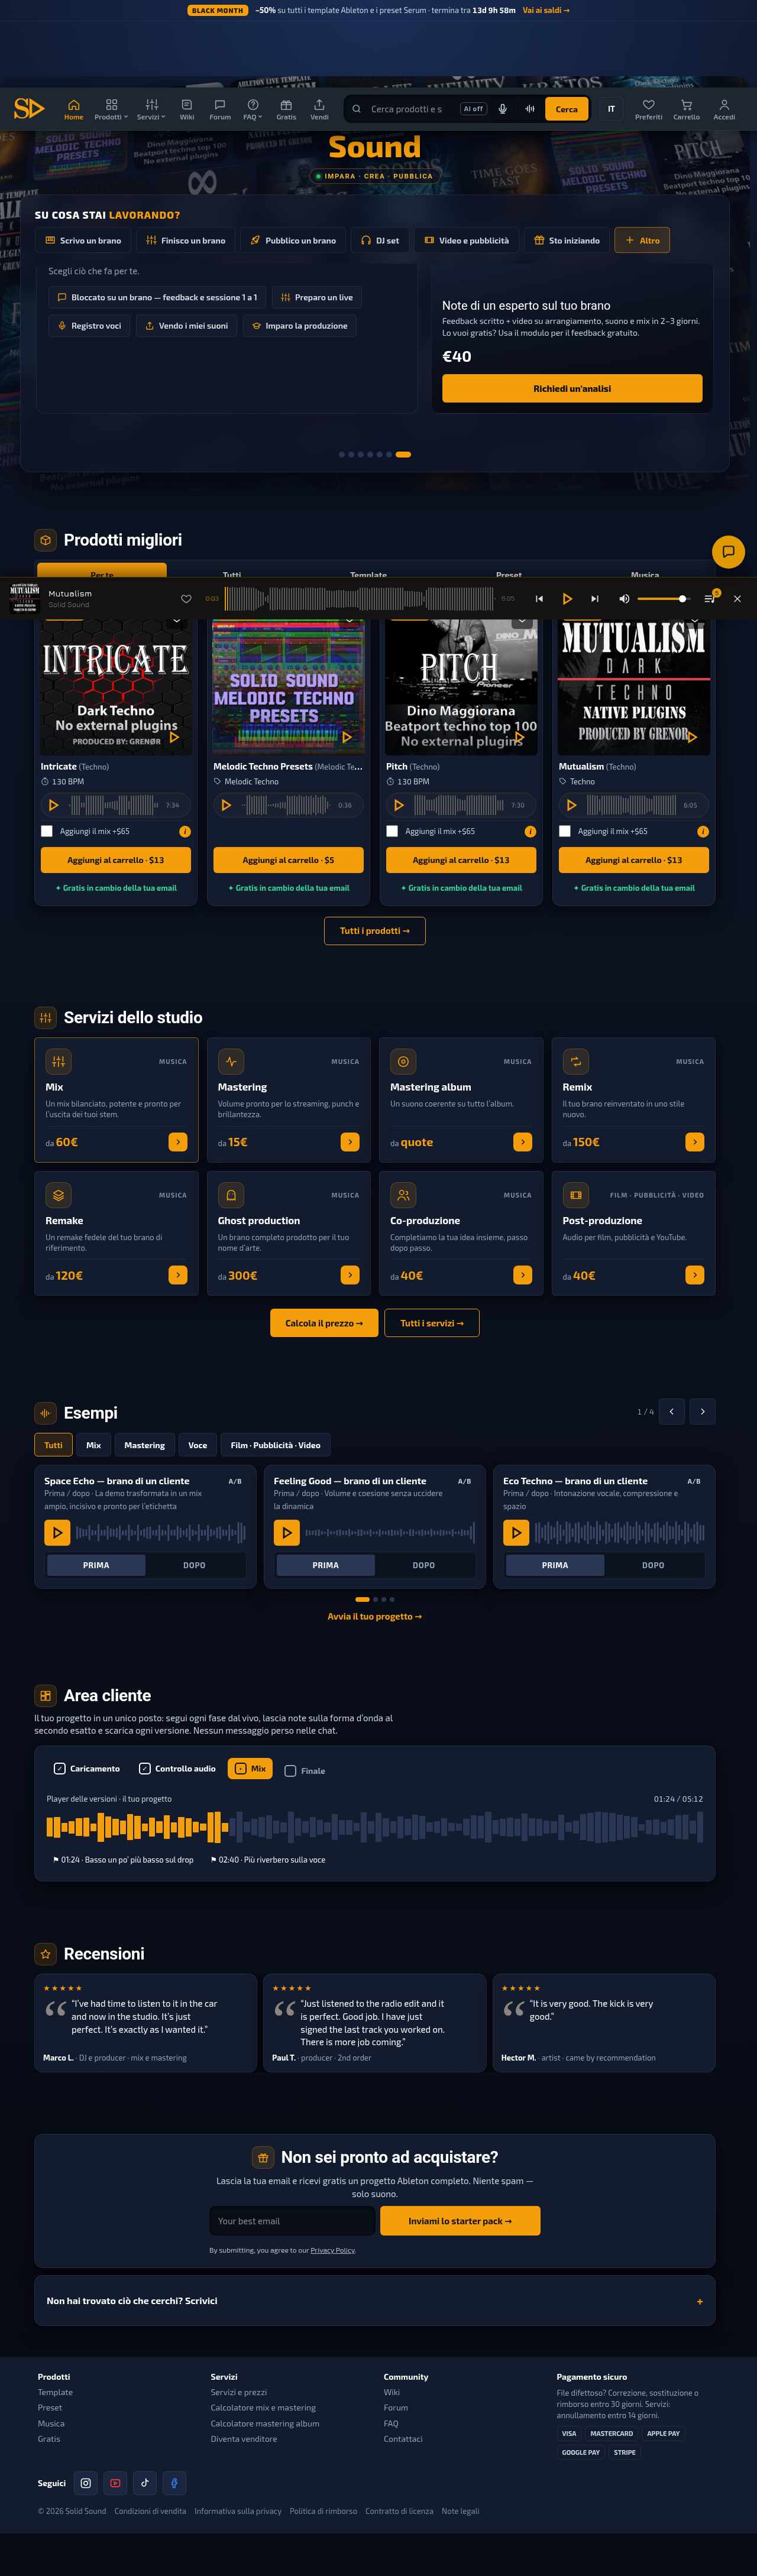 BLACK MONTH −50% su tutti i template Ableton e i preset Serum · termina tra 13d 9h 58m Vai ai saldi →
Home
Prodotti
Servizi
Wiki
Forum
FAQ
Gratis
Vendi
Cerca prodotti e s
AI off
Cerca
IT
Preferiti
Carrello
Accedi
Sound
IMPARA · CREA · PUBBLICA
SU COSA STAI LAVORANDO?
Scrivo un brano
Finisco un brano
Pubblico un brano
DJ set
Video e pubblicità
Sto iniziando
Altro
Scegli ciò che fa per te.
Bloccato su un brano — feedback e sessione 1 a 1
Preparo un live
Registro voci
Vendo i miei suoni
Imparo la produzione
Note di un esperto sul tuo brano
Feedback scritto + video su arrangiamento, suono e mix in 2–3 giorni.
Lo vuoi gratis? Usa il modulo per il feedback gratuito.
€40
Richiedi un'analisi
Prodotti migliori
Per te
Tutti
Template
Preset
Musica
Mutualism
Solid Sound
0:03
6:05
5
INTRICATE
Dark Techno
No external plugins
PRODUCED BY: GRENØR
SOLID SOUND
MELODIC TECHNO
PRESETS
PITCH
Pioneer
Dino Maggiorana
Beatport techno top 100
No external plugins
MUTUALISM
DARK
TECHNO
NATIVE PLUGINS
PRODUCED BY GRENOR
Intricate (Techno)
130 BPM
7:34
Aggiungi il mix +$65
Aggiungi al carrello · $13
✦ Gratis in cambio della tua email
Melodic Techno Presets (Melodic Te...
Melodic Techno
0:36
Aggiungi al carrello · $5
✦ Gratis in cambio della tua email
Pitch (Techno)
130 BPM
7:30
Aggiungi il mix +$65
Aggiungi al carrello · $13
✦ Gratis in cambio della tua email
Mutualism (Techno)
Techno
6:05
Aggiungi il mix +$65
Aggiungi al carrello · $13
✦ Gratis in cambio della tua email
Tutti i prodotti →
Servizi dello studio
MUSICA
Mix
Un mix bilanciato, potente e pronto per
l'uscita dei tuoi stem.
da 60€
MUSICA
Mastering
Volume pronto per lo streaming, punch e
brillantezza.
da 15€
MUSICA
Mastering album
Un suono coerente su tutto l'album.
da quote
MUSICA
Remix
Il tuo brano reinventato in uno stile
nuovo.
da 150€
MUSICA
Remake
Un remake fedele del tuo brano di
riferimento.
da 120€
MUSICA
Ghost production
Un brano completo prodotto per il tuo
nome d'arte.
da 300€
MUSICA
Co-produzione
Completiamo la tua idea insieme, passo
dopo passo.
da 40€
FILM · PUBBLICITÀ · VIDEO
Post-produzione
Audio per film, pubblicità e YouTube.
da 40€
Calcola il prezzo →
Tutti i servizi →
Esempi
1 / 4
Tutti
Mix
Mastering
Voce
Film · Pubblicità · Video
Space Echo — brano di un cliente
A/B
Prima / dopo · La demo trasformata in un mix
ampio, incisivo e pronto per l'etichetta
PRIMA
DOPO
Feeling Good — brano di un cliente
A/B
Prima / dopo · Volume e coesione senza uccidere
la dinamica
PRIMA
DOPO
Eco Techno — brano di un cliente
A/B
Prima / dopo · Intonazione vocale, compressione e
spazio
PRIMA
DOPO
Avvia il tuo progetto →
Area cliente
Il tuo progetto in un unico posto: segui ogni fase dal vivo, lascia note sulla forma d'onda al
secondo esatto e scarica ogni versione. Nessun messaggio perso nelle chat.
Caricamento
Controllo audio
Mix
Finale
Player delle versioni · il tuo progetto
01:24 / 05:12
⚑ 01:24 · Basso un po' più basso sul drop
⚑ 02:40 · Più riverbero sulla voce
Recensioni
★★★★★
"I've had time to listen to it in the car
and now in the studio. It's just
perfect. It's exactly as I wanted it."
Marco L. · DJ e producer · mix e mastering
★★★★★
"Just listened to the radio edit and it
is perfect. Good job. I have just
signed the last track you worked on.
There is more job coming."
Paul T. · producer · 2nd order
★★★★★
"It is very good. The kick is very
good."
Hector M. · artist · came by recommendation
Non sei pronto ad acquistare?
Lascia la tua email e ricevi gratis un progetto Ableton completo. Niente spam —
solo suono.
Your best email
Inviami lo starter pack →
By submitting, you agree to our Privacy Policy.
Non hai trovato ciò che cerchi? Scrivici
+
Prodotti
Template
Preset
Musica
Gratis
Servizi
Servizi e prezzi
Calcolatore mix e mastering
Calcolatore mastering album
Diventa venditore
Community
Wiki
Forum
FAQ
Contattaci
Pagamento sicuro
File difettoso? Correzione, sostituzione o
rimborso entro 30 giorni. Servizi:
annullamento entro 14 giorni.
VISA
MASTERCARD
APPLE PAY
GOOGLE PAY
STRIPE
Seguici
© 2026 Solid Sound
Condizioni di vendita
Informativa sulla privacy
Politica di rimborso
Contratto di licenza
Note legali